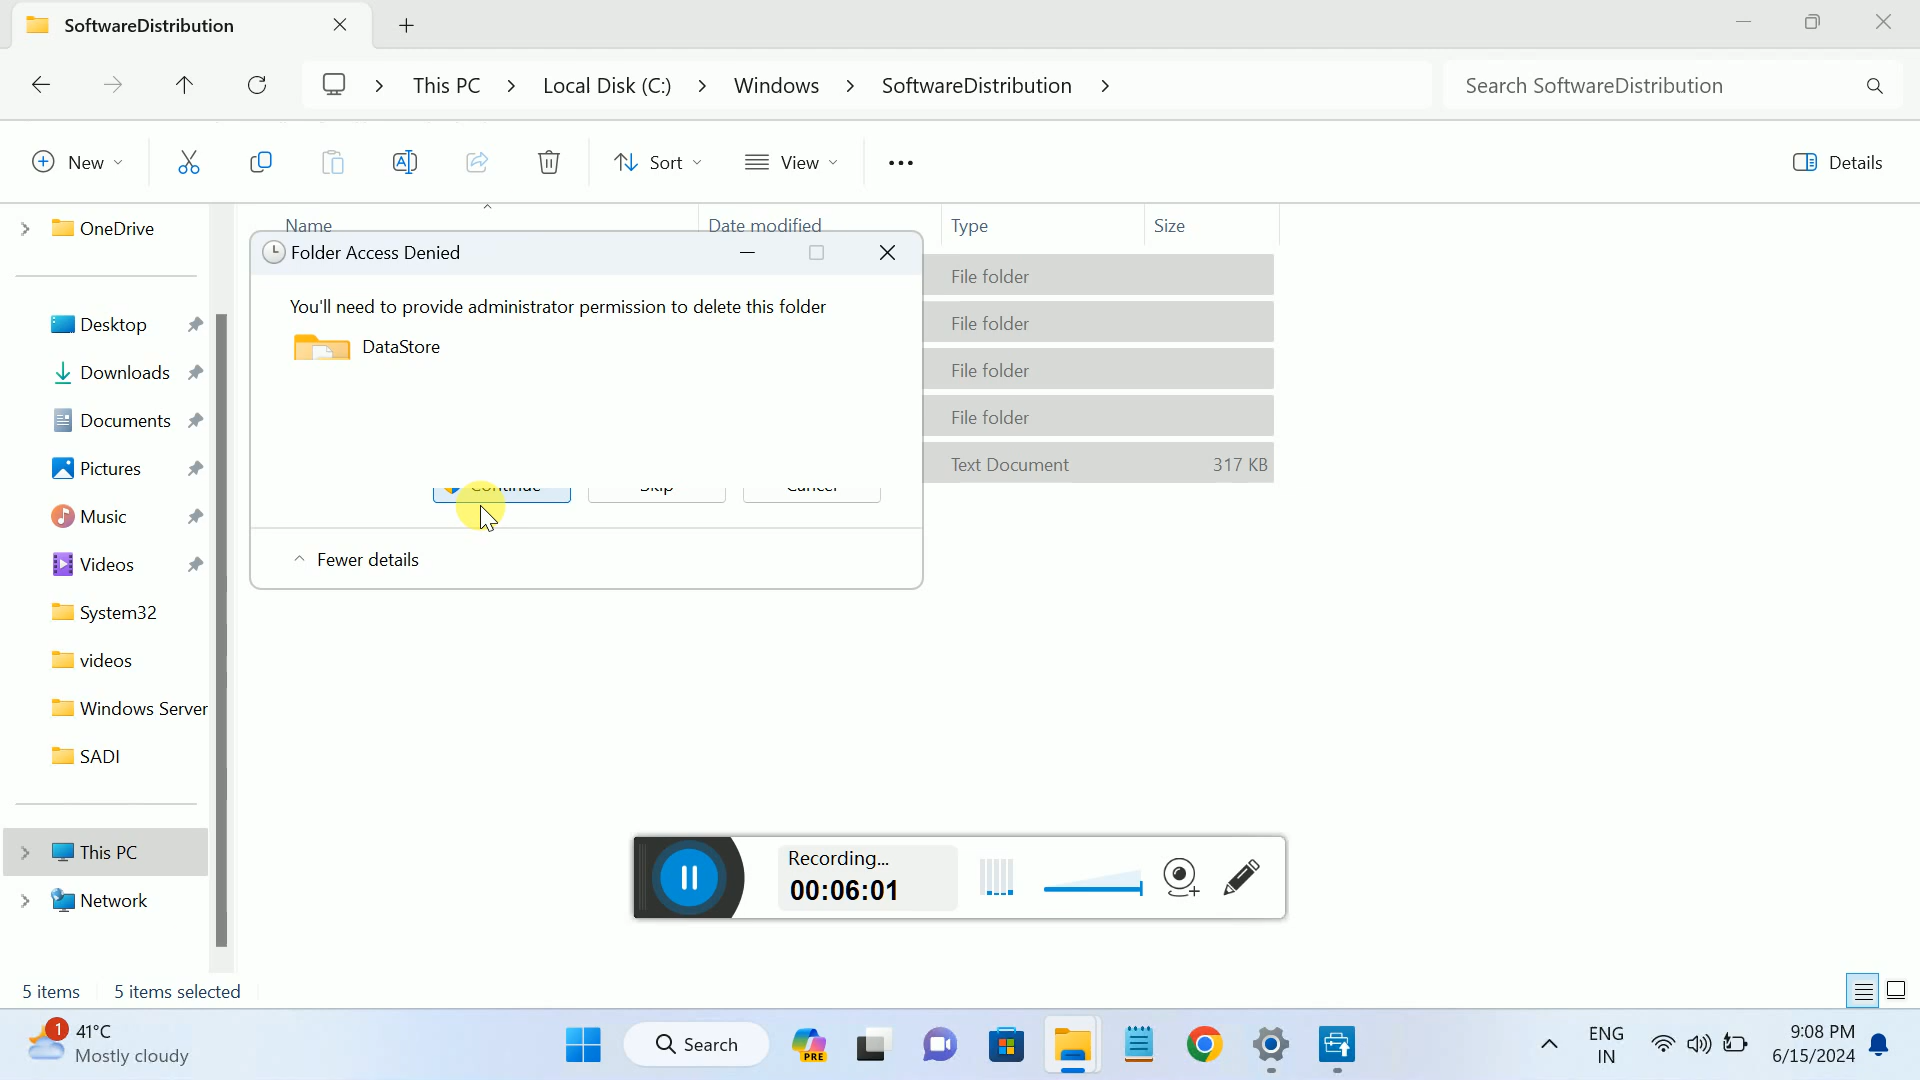 SoftwareDistribution
This PC
Local Disk (C:)
Windows
SoftwareDistribution
Search SoftwareDistribution
New
Sort
View
Details
OneDrive
Desktop
Downloads
Documents
Pictures
Music
Videos
System32
videos
Windows Server
SADI
This PC
Network
Name
Date modified
Type
Size
File folder
File folder
File folder
File folder
Text Document 317 KB
Folder Access Denied
You'll need to provide administrator permission to delete this folder
DataStore
Continue
Skip
Cancel
Fewer details
Recording...
00:06:01
5 items
5 items selected
1
41°C
Mostly cloudy
Search
PRE
ENG
IN
9:08 PM
6/15/2024